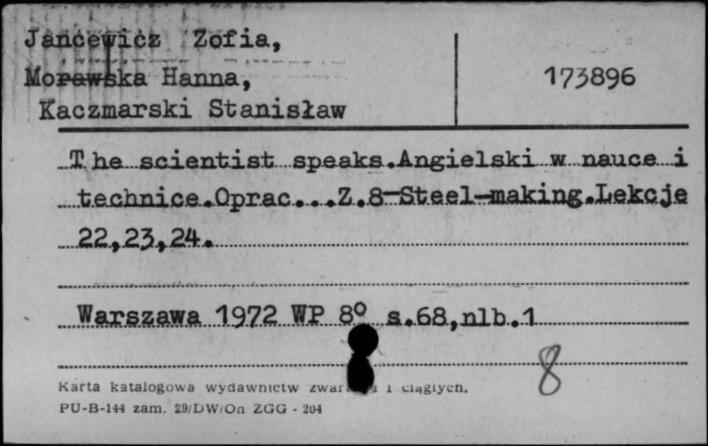 Jancewicz Zofia,
Morawska Hanna,
Kaczmarski Stanisław
173896
The scientist speaks.Angielski w nauce i
technice.Oprac...Z.8-Steel-making.Lekcje
22,23,24.
Warszawa 1972 WP 8° s.68,nlb.1
8
Karta katalogowa wydawnictw i ciągłych.
PU-B-144 zam. 29/DW/On ZGG - 204